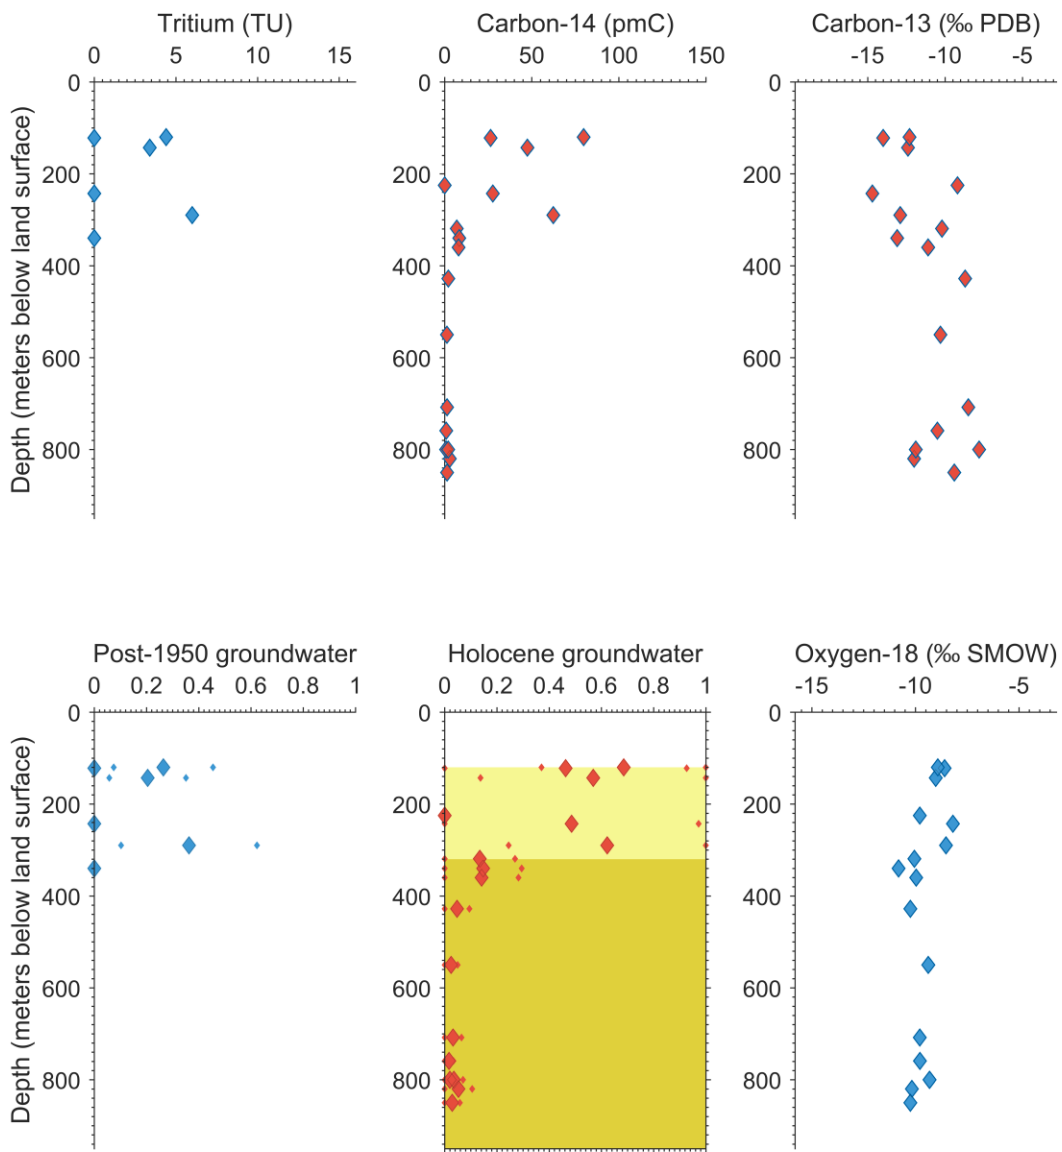 Tritium (TU) Carbon-14 (pmC) Carbon-13 (‰ PDB)
0 5 10 15 0 50 100 150 -15 -10 -5
0 0 0
200 200 200
400 400 400
600 600 600
800 800 800
Depth (meters below land surface)
Post-1950 groundwater Holocene groundwater Oxygen-18 (‰ SMOW)
0 0.2 0.4 0.6 0.8 1 0 0.2 0.4 0.6 0.8 1 -15 -10 -5
0 0 0
200 200 200
400 400 400
600 600 600
800 800 800
Depth (meters below land surface)